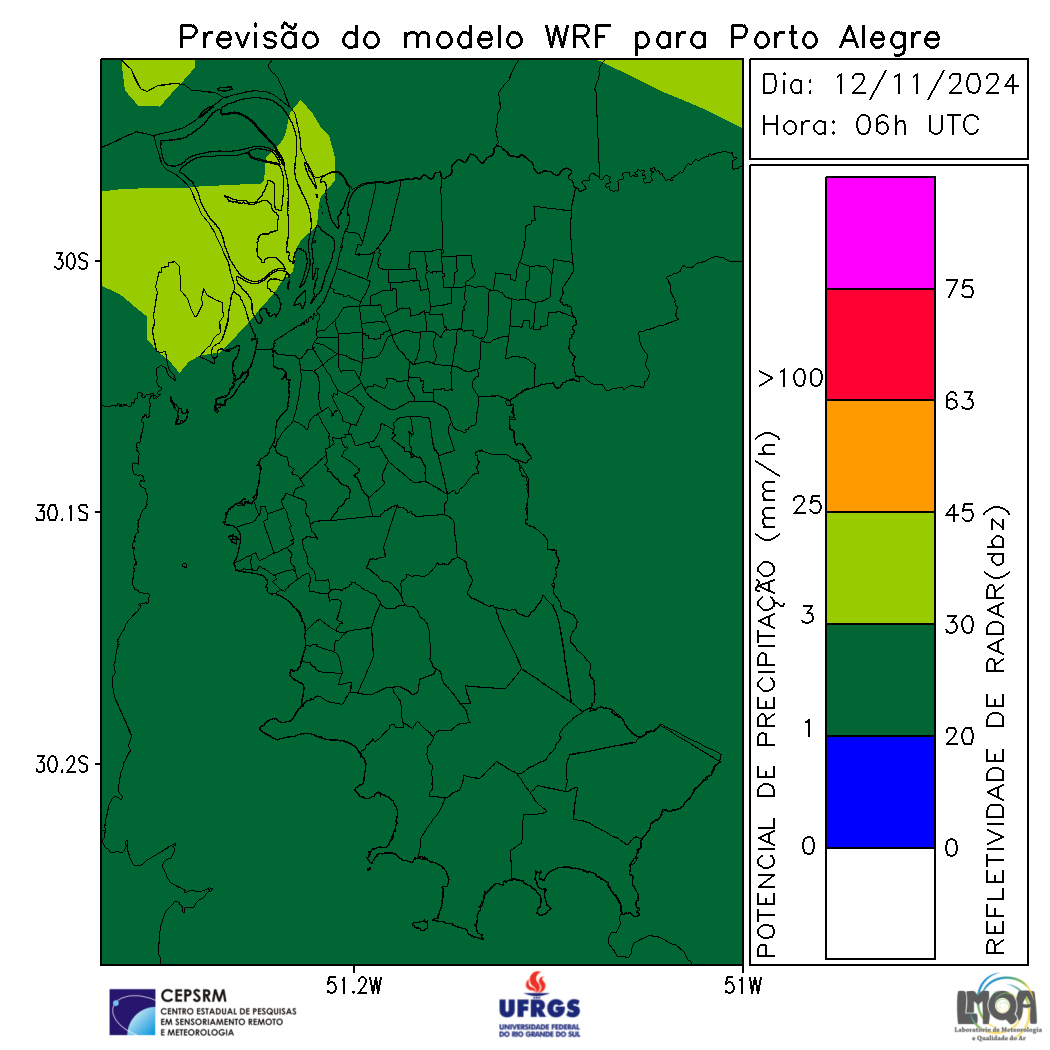 Previsão do modelo WRF para Porto Alegre
Dia: 12/11/2024
Hora: 06h UTC
30S
30.1S
30.2S
51.2W
51W
POTENCIAL DE PRECIPITAÇÃO (mm/h)
>100
25
3
1
0
75
63
45
30
20
0
REFLETIVIDADE DE RADAR(dbz)
CEPSRM
CENTRO ESTADUAL DE PESQUISAS
EM SENSORIAMENTO REMOTO
E METEOROLOGIA
UFRGS
UNIVERSIDADE FEDERAL
DO RIO GRANDE DO SUL
LMQA
Laboratório de Meteorologia
e Qualidade do Ar